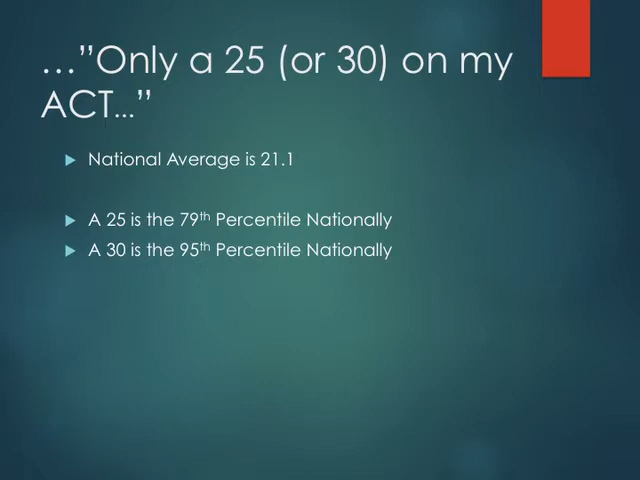 …”Only a 25 (or 30) on my
ACT…”
National Average is 21.1
A 25 is the 79th Percentile Nationally
A 30 is the 95th Percentile Nationally